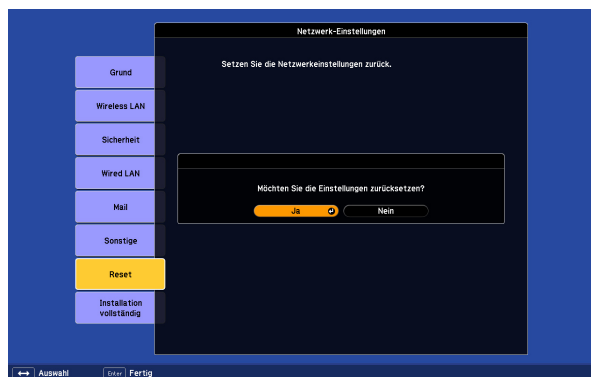 Netzwerk-Einstellungen
Setzen Sie die Netzwerkeinstellungen zurück.
Grund
Wireless LAN
Sicherheit
Wired LAN
Mail
Sonstige
Reset
Installation
vollständig
Möchten Sie die Einstellungen zurücksetzen?
Ja Nein
Auswahl Enter Fertig